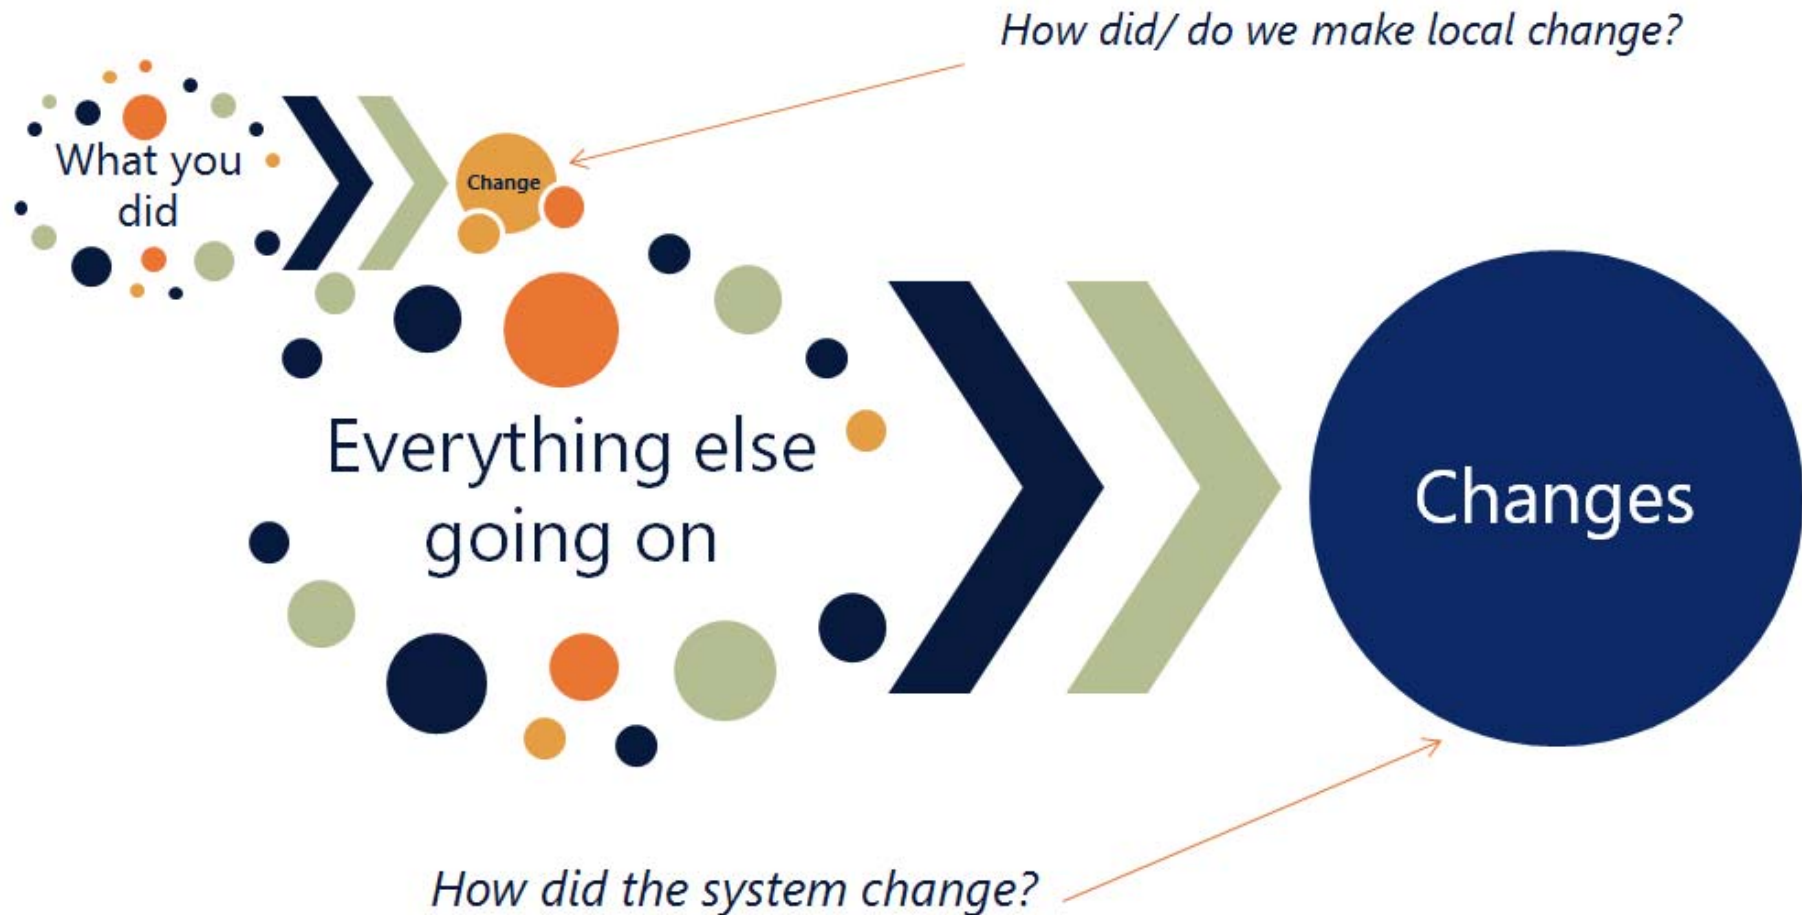 How did/ do we make local change?
What you
did
Change
Everything else
going on
Changes
How did the system change?